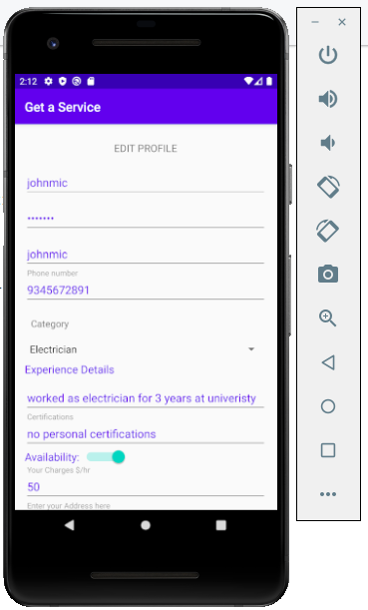 2:12
Get a Service
EDIT PROFILE
johnmic
•••••••
johnmic
Phone number
9345672891
Category
Electrician
Experience Details
worked as electrician for 3 years at univeristy
Certifications
no personal certifications
Availability:
Your Charges $/hr
50
Enter your Address here